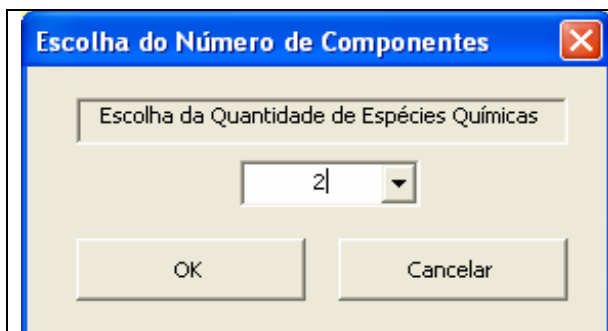 Escolha do Número de Componentes
Escolha da Quantidade de Espécies Químicas
2
OK Cancelar